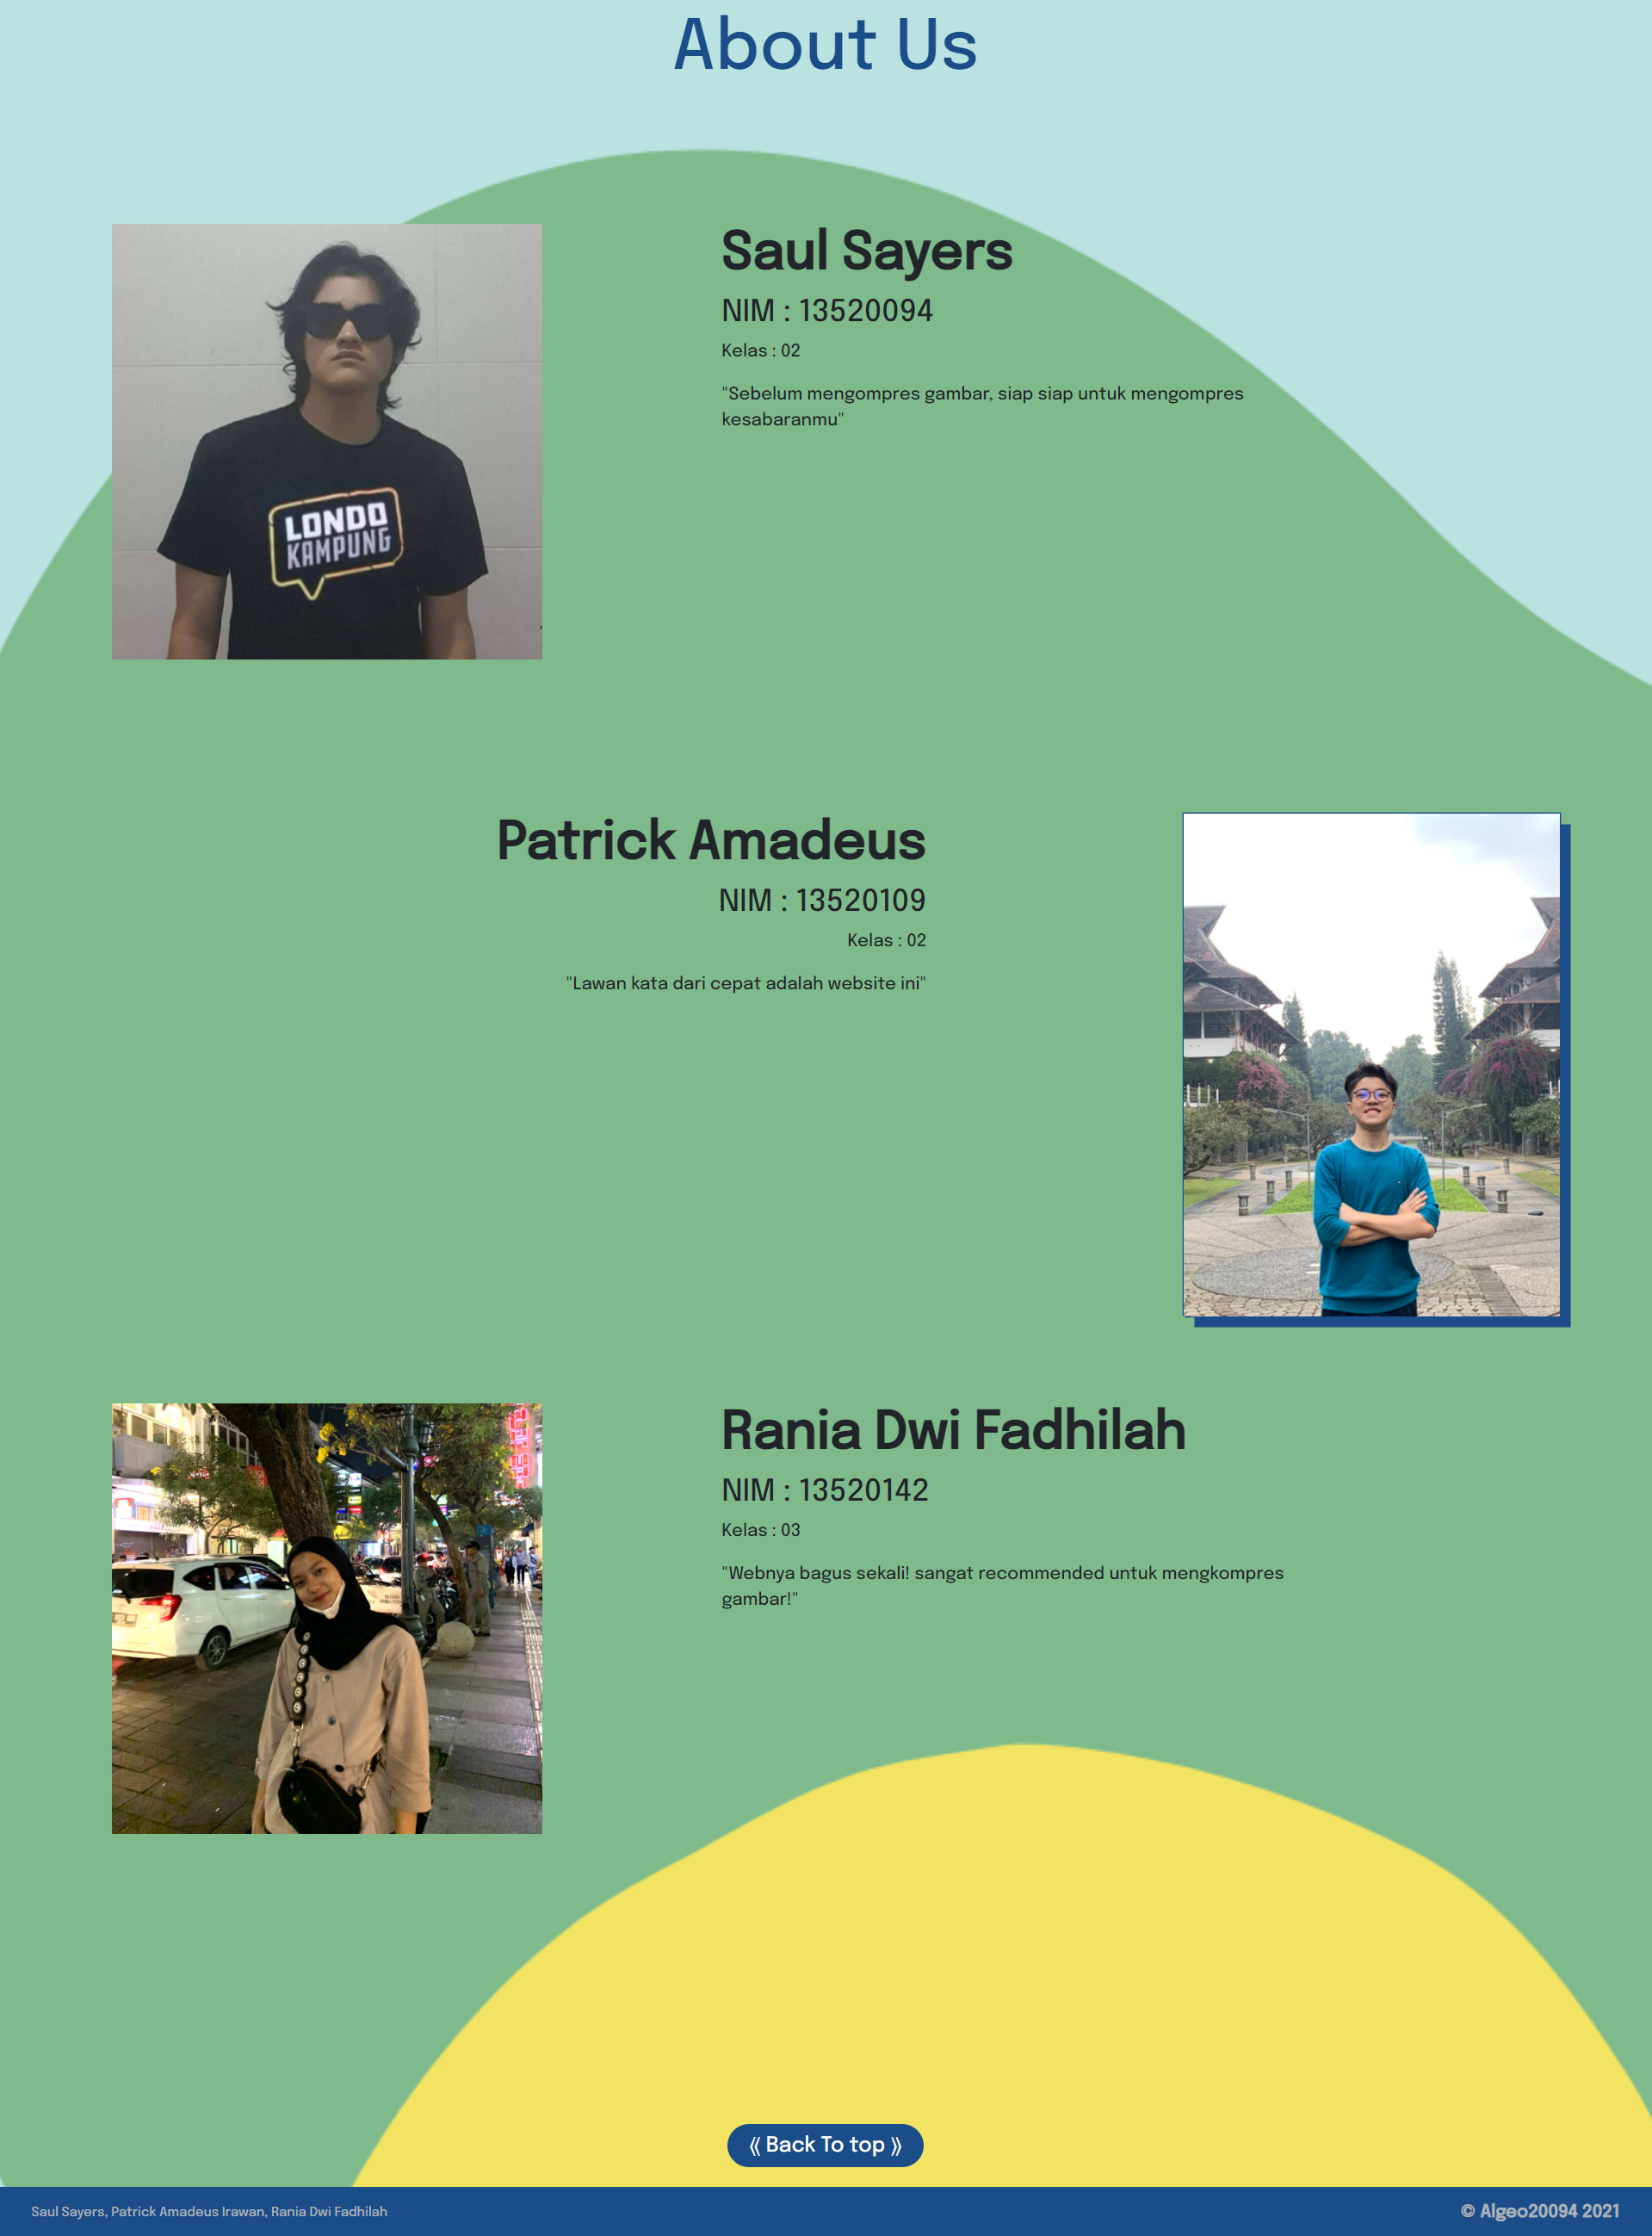 About Us
Saul Sayers
NIM : 13520094
Kelas : 02
"Sebelum mengompres gambar, siap siap untuk mengompres
kesabaranmu"
LONDO
KAMPUNG
Patrick Amadeus
NIM : 13520109
Kelas : 02
"Lawan kata dari cepat adalah website ini"
Rania Dwi Fadhilah
NIM : 13520142
Kelas : 03
"Webnya bagus sekali! sangat recommended untuk mengkompres
gambar!"
⟪ Back To top ⟫
Saul Sayers, Patrick Amadeus Irawan, Rania Dwi Fadhilah
© Algeo20094 2021